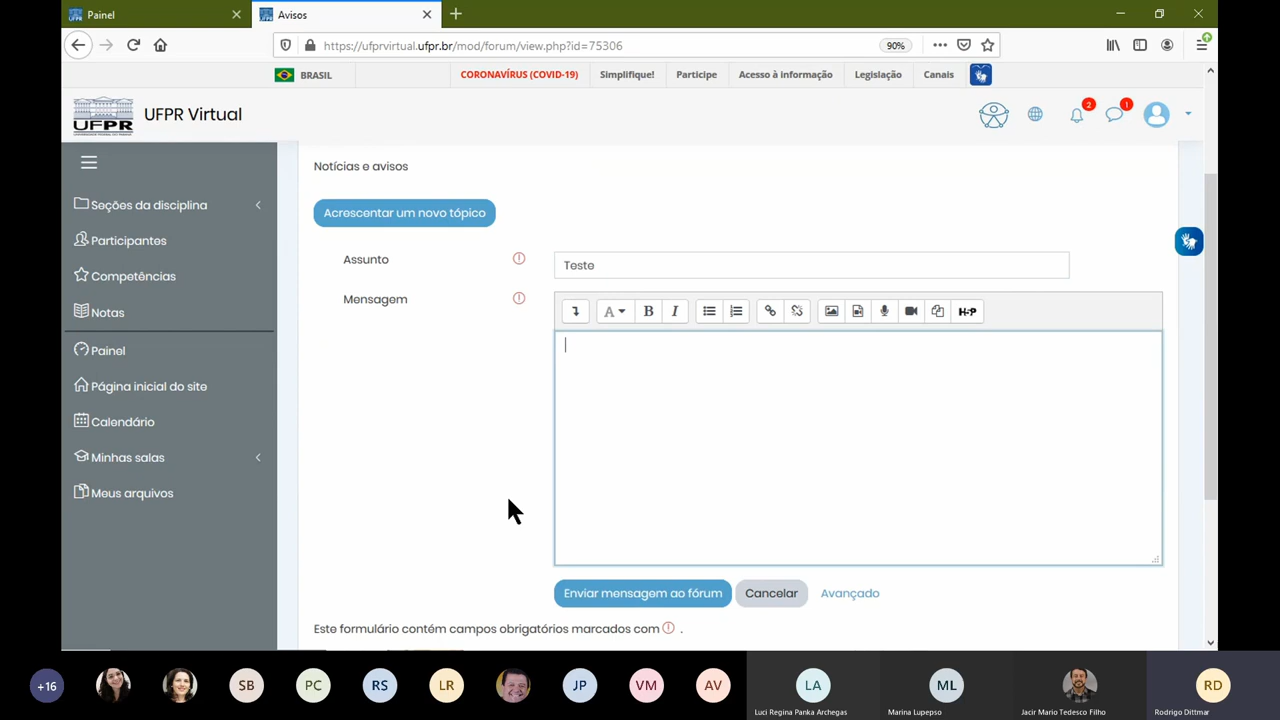 Painel
Avisos
https://ufprvirtual.ufpr.br/mod/forum/view.php?id=75306
90%
BRASIL
CORONAVÍRUS (COVID-19)
Simplifique!
Participe
Acesso à informação
Legislação
Canais
UFPR
UFPR Virtual
2
1
Notícias e avisos
Seções da disciplina
Acrescentar um novo tópico
Participantes
Assunto
Teste
Competências
Mensagem
A
B
I
H-P
Notas
Painel
Página inicial do site
Calendário
Minhas salas
Meus arquivos
Enviar mensagem ao fórum
Cancelar
Avançado
Este formulário contém campos obrigatórios marcados com .
+16
SB
PC
RS
LR
JP
VM
AV
LA
ML
RD
Luci Regina Panka Archegas
Marina Lupepso
Jacir Mario Tedesco Filho
Rodrigo Dittmar